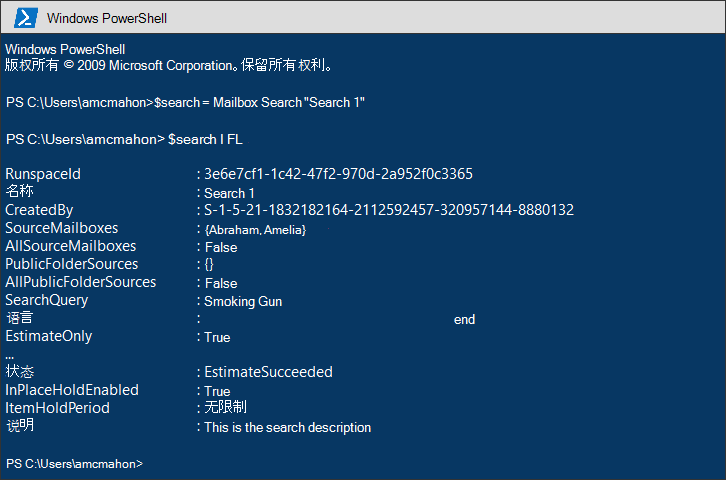 Windows PowerShell
Windows PowerShell
版权所有 © 2009 Microsoft Corporation。保留所有权利。
PS C:\Users\amcmahon>$search = Mailbox Search "Search 1"
PS C:\Users\amcmahon> $search I FL
RunspaceId : 3e6e7cf1-1c42-47f2-970d-2a952f0c3365
名称 : Search 1
CreatedBy : S-1-5-21-1832182164-2112592457-320957144-8880132
SourceMailboxes : {Abraham, Amelia}
AllSourceMailboxes : False
PublicFolderSources : {}
AllPublicFolderSources : False
SearchQuery : Smoking Gun
语言 : end
EstimateOnly : True
...
状态 : EstimateSucceeded
InPlaceHoldEnabled : True
ItemHoldPeriod : 无限制
说明 : This is the search description
PS C:\Users\amcmahon>